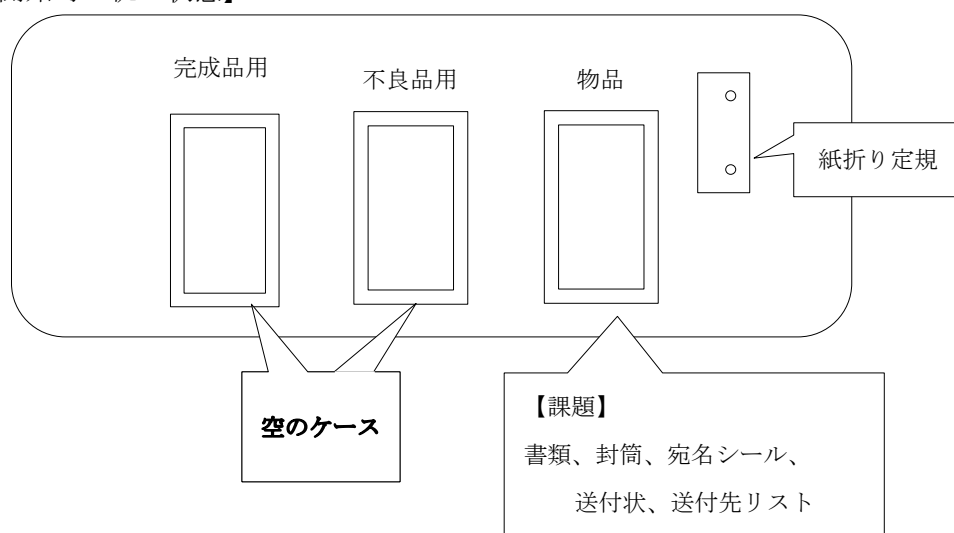 完成品用
不良品用
物品
紙折り定規
空のケース
【課題】
書類、封筒、宛名シール、
送付状、送付先リスト